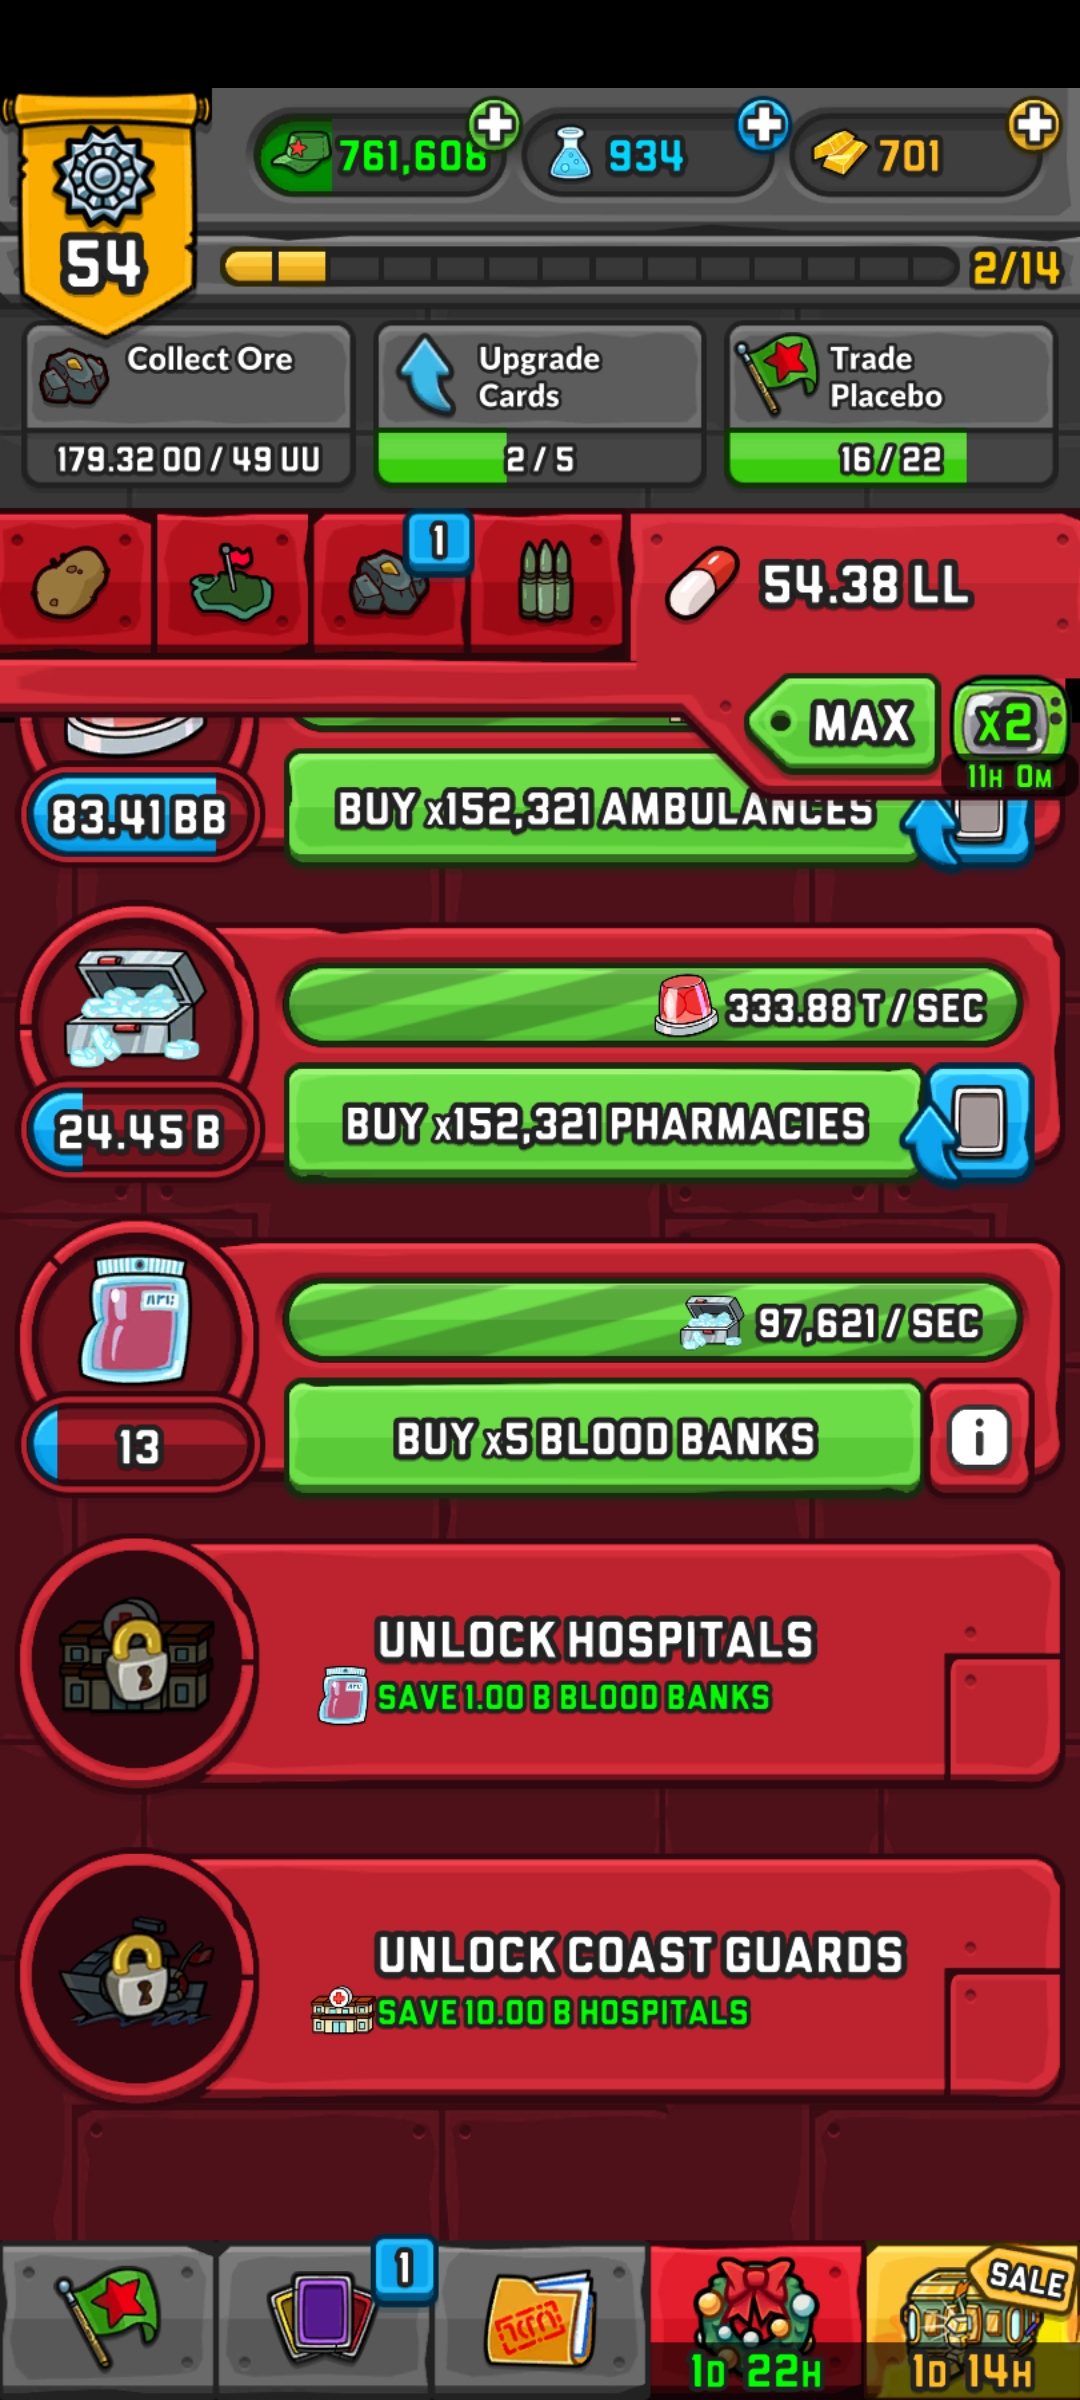 54
761,608
934
701
2/14
Collect Ore
179.32 OO / 49 UU
Upgrade
Cards
2 / 5
Trade
Placebo
16 / 22
1
54.38 LL
MAX
x2
11H 0M
83.41 BB
BUY x152,321 AMBULANCES
333.88 T / SEC
24.45 B
BUY x152,321 PHARMACIES
97,621 / SEC
13
BUY x5 BLOOD BANKS
i
UNLOCK HOSPITALS
SAVE 1.00 B BLOOD BANKS
UNLOCK COAST GUARDS
SAVE 10.00 B HOSPITALS
1
SALE
1D 22H
1D 14H